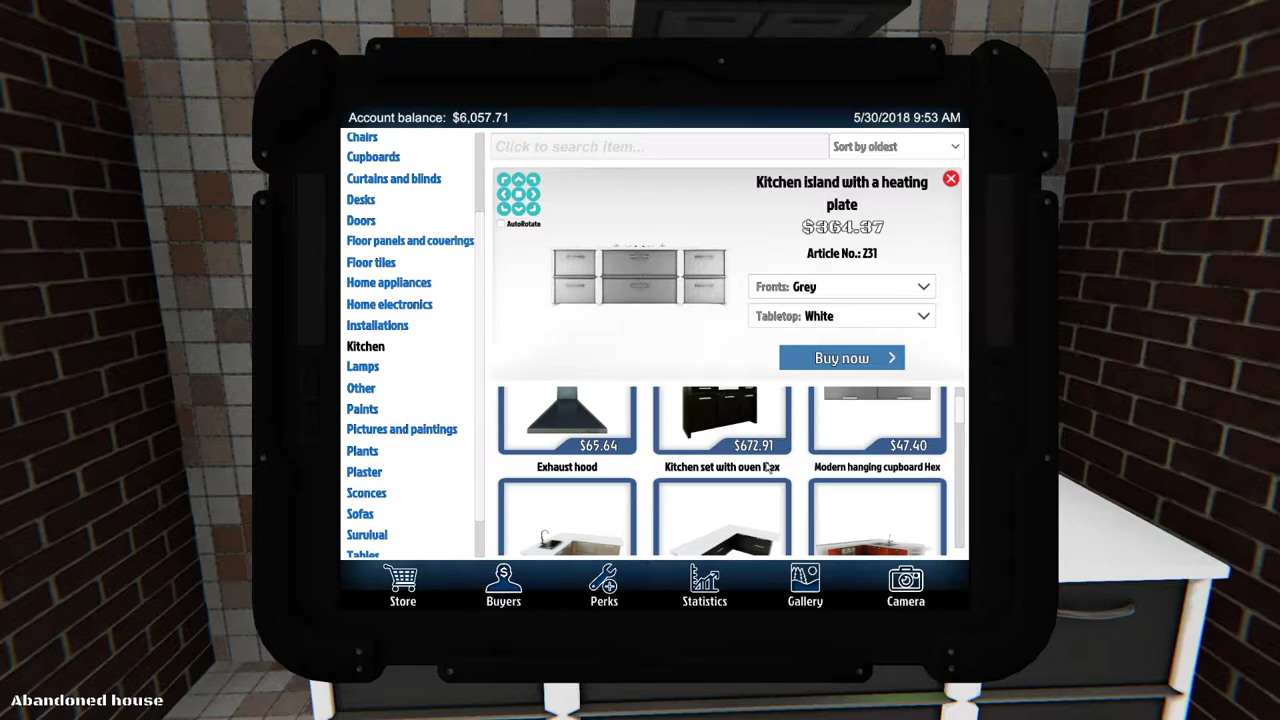 Account balance: $6,057.71
5/30/2018 9:53 AM
Chairs
Cupboards
Curtains and blinds
Desks
Doors
Floor panels and coverings
Floor tiles
Home appliances
Home electronics
Installations
Kitchen
Lamps
Other
Paints
Pictures and paintings
Plants
Plaster
Sconces
Sofas
Survival
Tables
Click to search item...
Sort by oldest
AutoRotate
Kitchen island with a heating
plate
$364.37
Article No.: 231
Fronts: Grey
Tabletop: White
Buy now
$65.64
$672.91
$47.40
Exhaust hood
Kitchen set with oven
Modern hanging cupboard Hex
Store
Buyers
Perks
Statistics
Gallery
Camera
Abandoned house